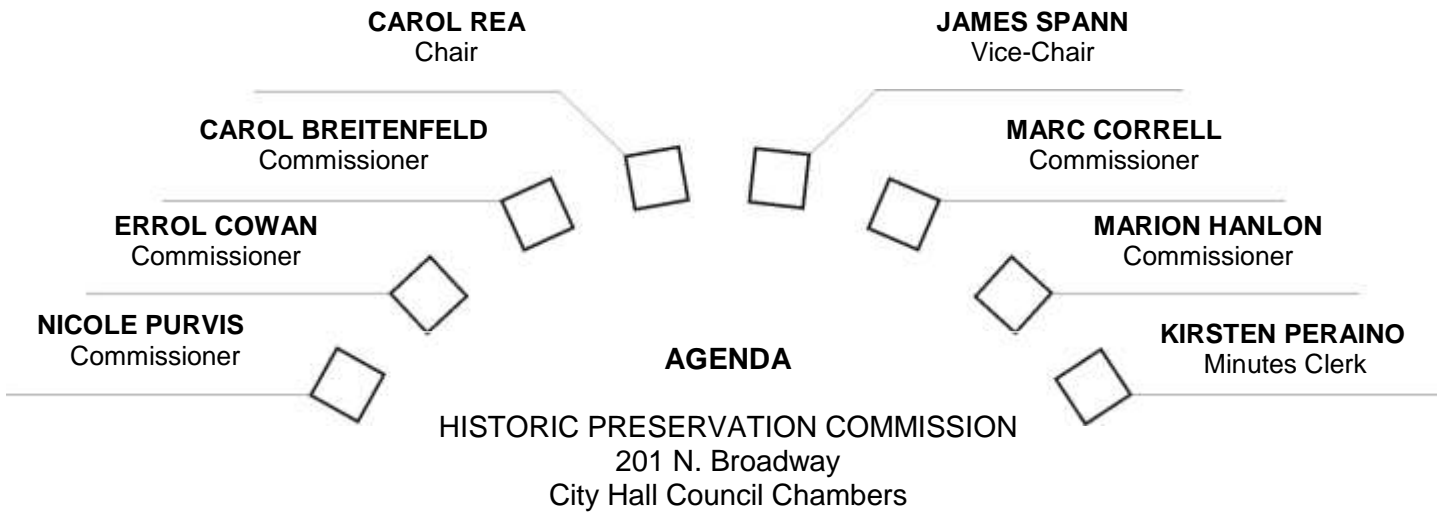 CAROL REA
Chair
JAMES SPANN
Vice-Chair
CAROL BREITENFELD
Commissioner
MARC CORRELL
Commissioner
ERROL COWAN
Commissioner
MARION HANLON
Commissioner
NICOLE PURVIS
Commissioner
KIRSTEN PERAINO
Minutes Clerk
AGENDA
HISTORIC PRESERVATION COMMISSION
201 N. Broadway
City Hall Council Chambers